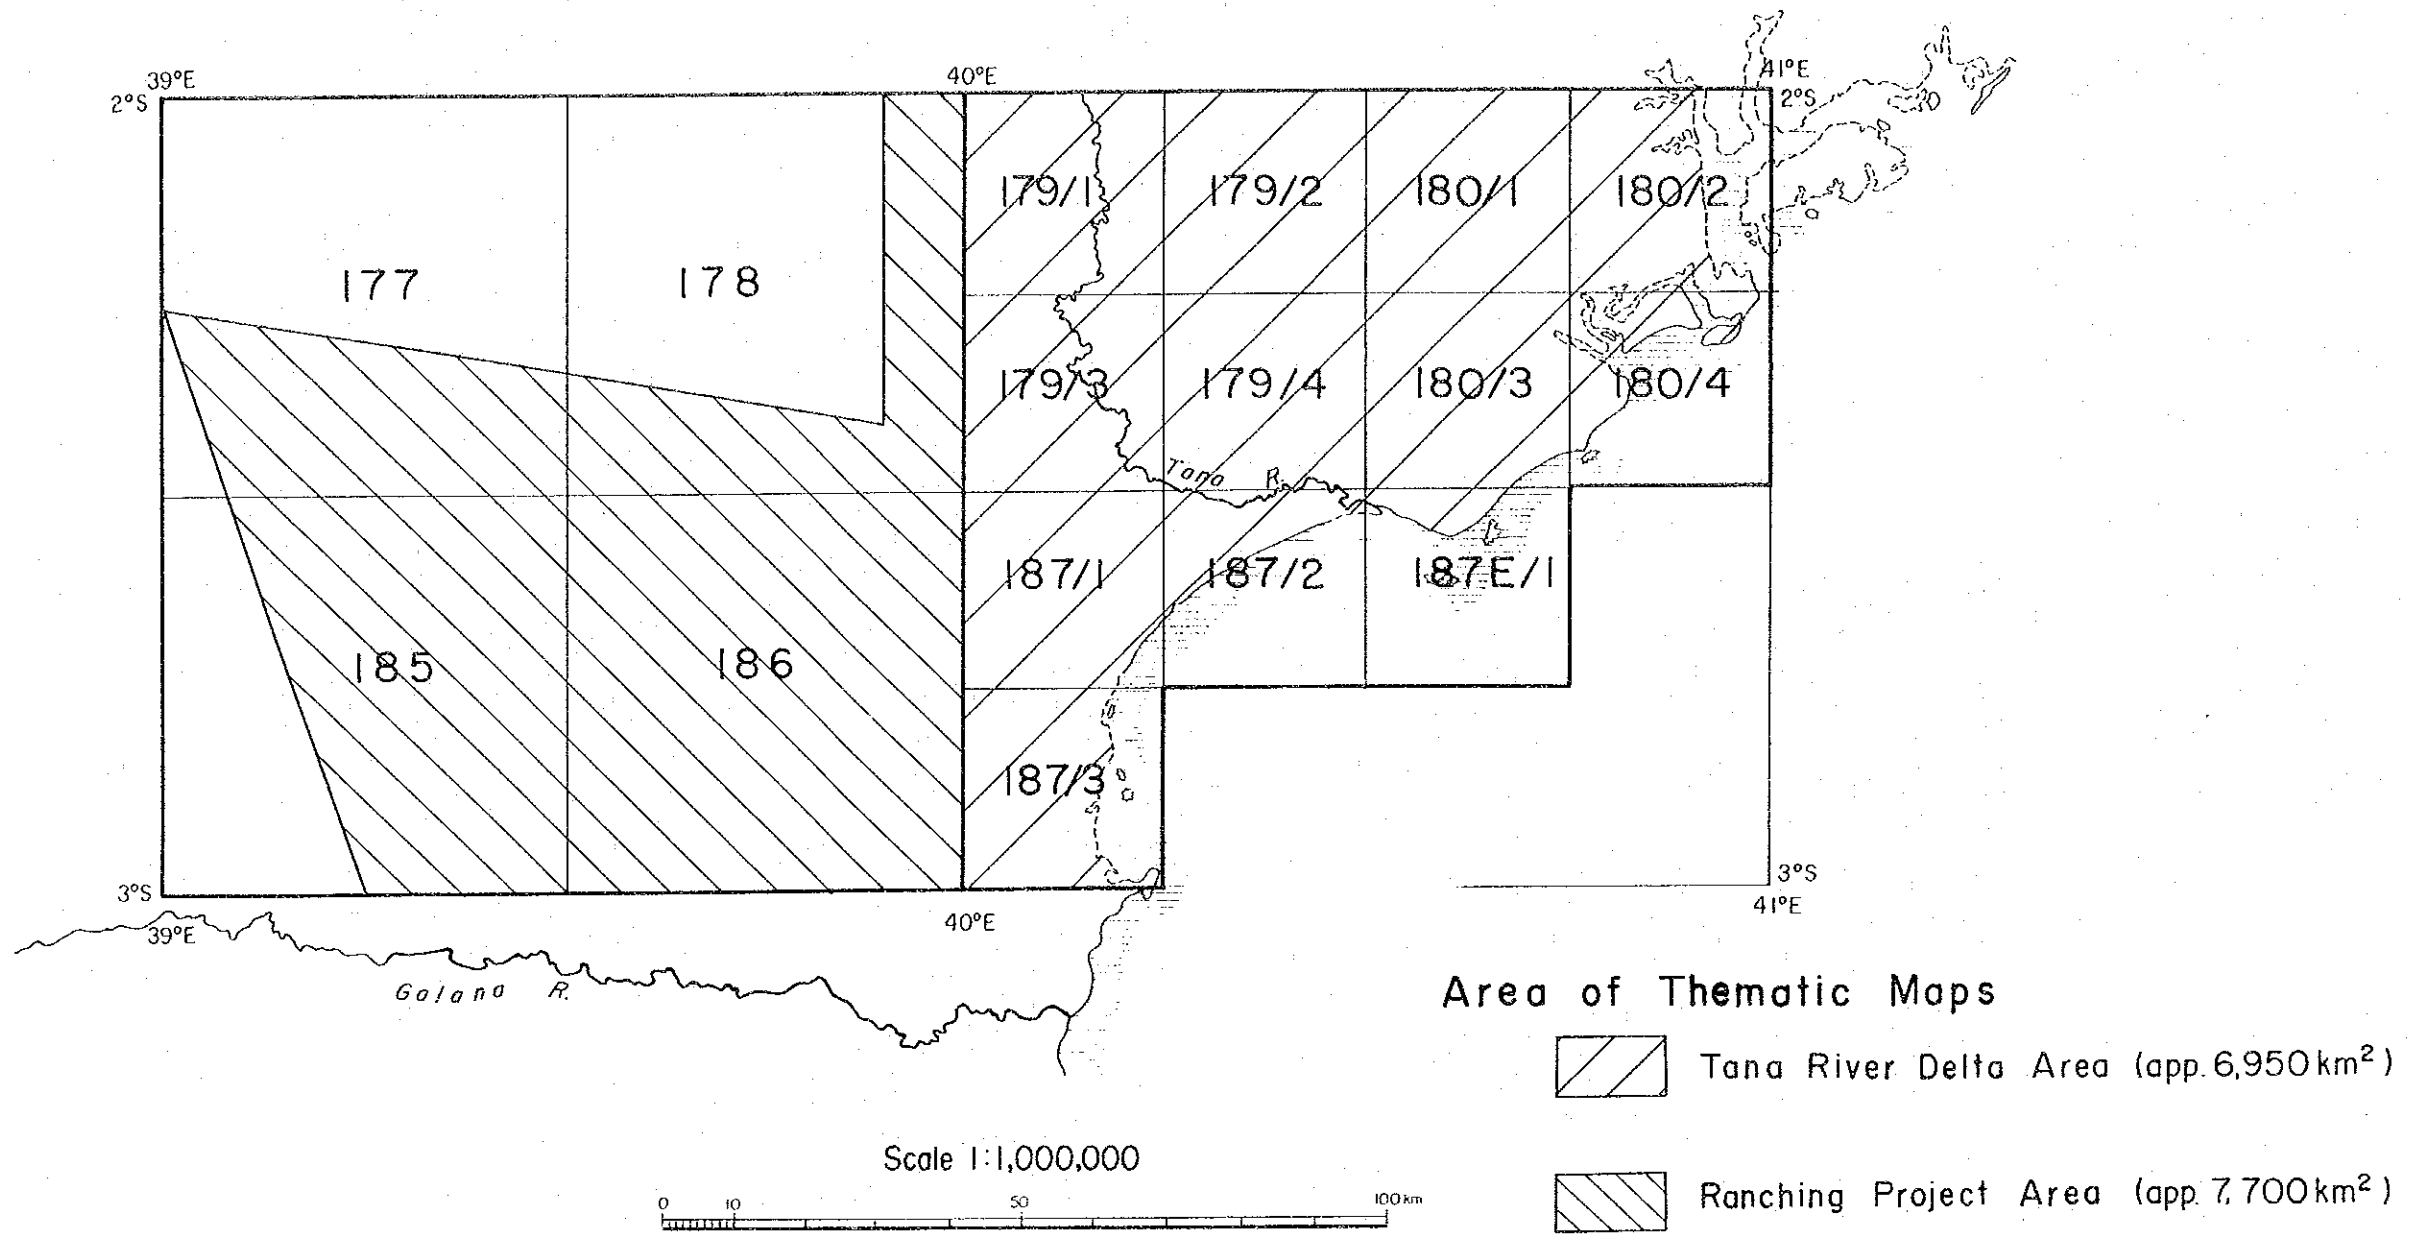 39°E
40°E
41°E
2°S
2°S
179/1
179/2
180/1
180/2
177
178
179/3
179/4
180/3
180/4
Tana R.
187/1
187/2
187E/1
185
186
187/3
3°S
3°S
39°E
40°E
41°E
Galana R.
Area of Thematic Maps
Tana River Delta Area (app. 6,950 km²)
Scale 1:1,000,000
0 10 50 100 km
Ranching Project Area (app. 7,700 km²)